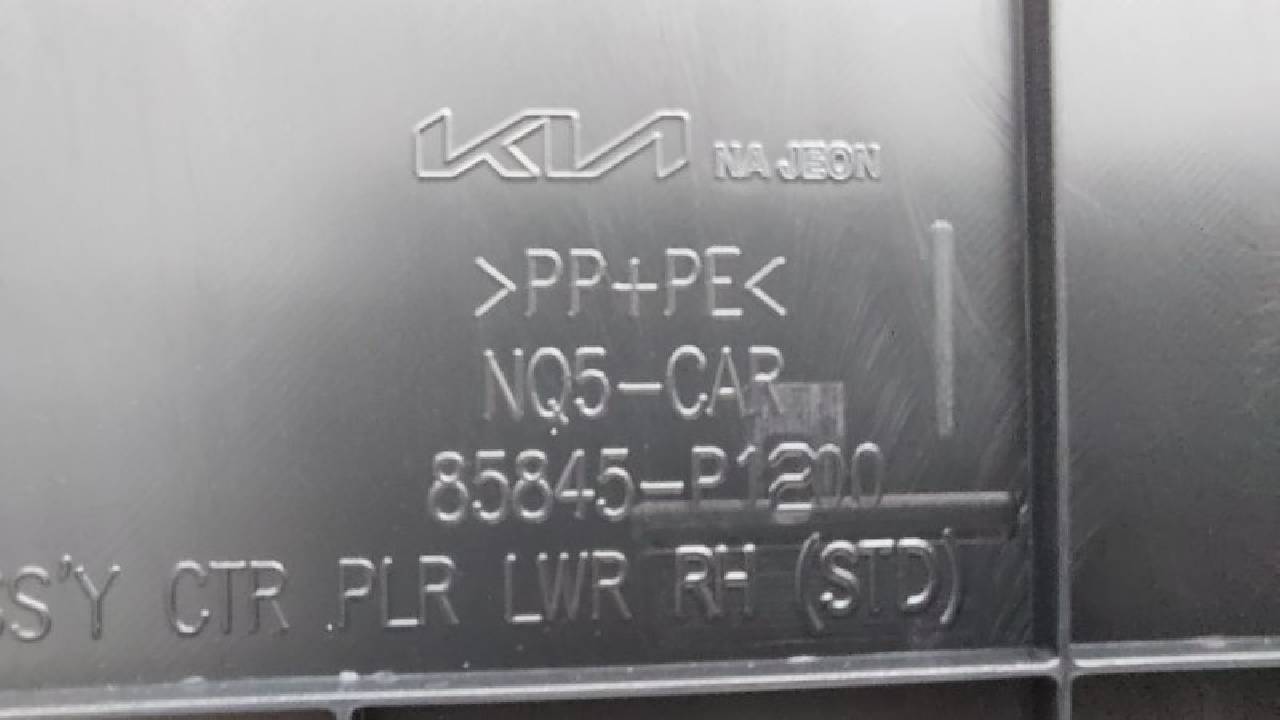 KIA NA JEON
>PP+PE<
NQ5-CAR
85845-P1200
CTR PLR LWR RH (STD)